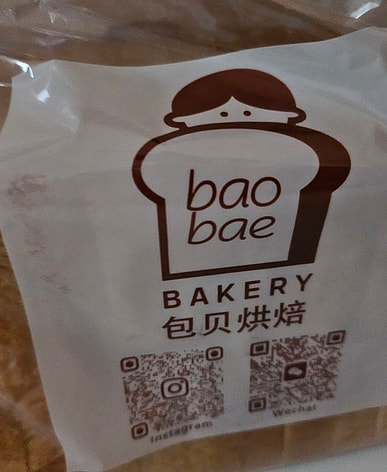 bao
bae
BAKERY
包贝烘焙
Instagram
Wechat